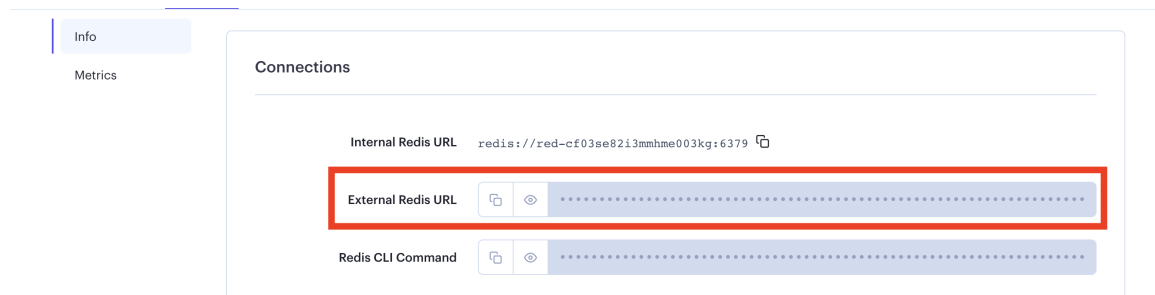 Info
Metrics
Connections
Internal Redis URL redis://red-cf03se82i3mmhme003kg:6379
External Redis URL
Redis CLI Command